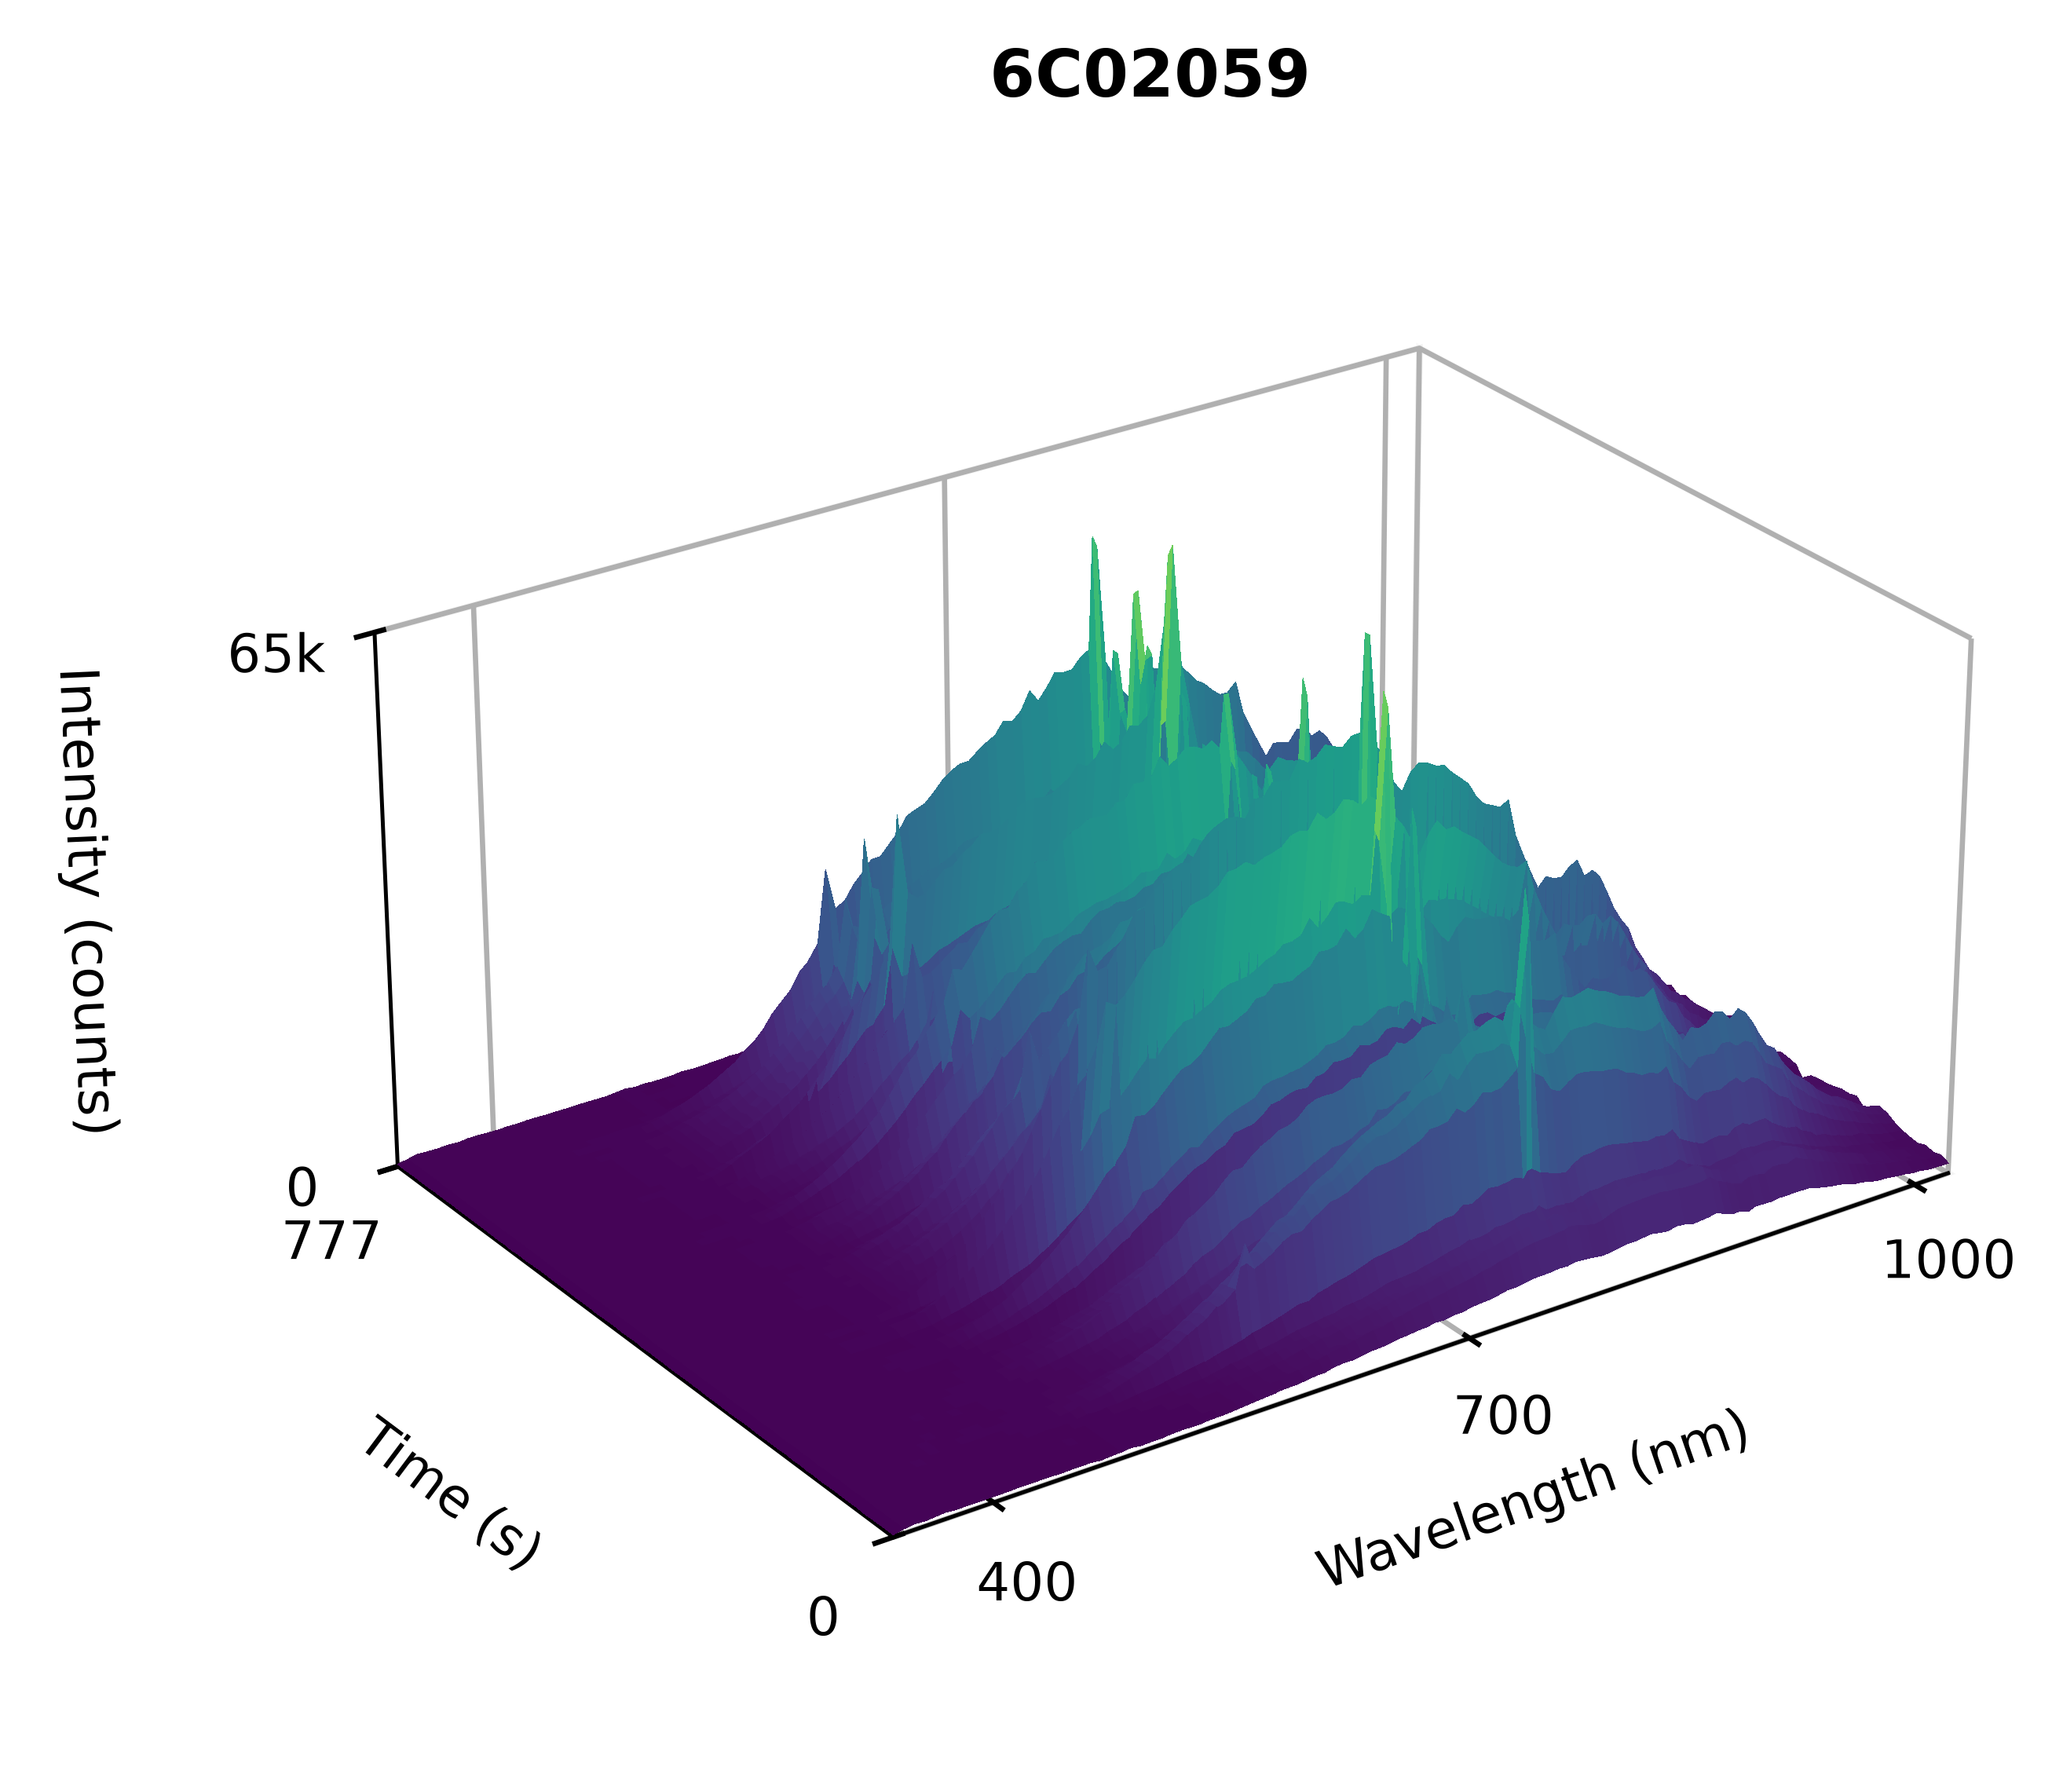 6C02059
65k
Intensity (counts)
0
777
Time (s)
0
400
700
1000
Wavelength (nm)